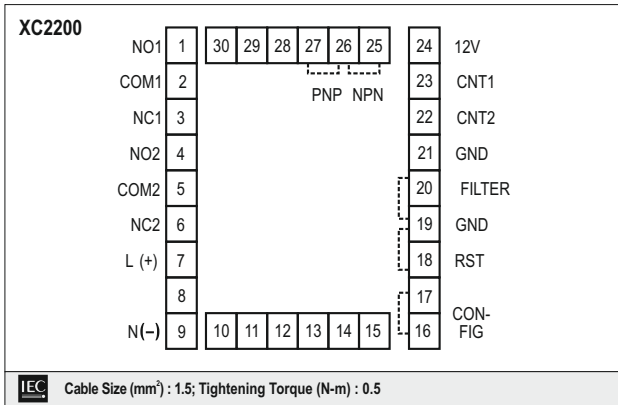 XC2200
NO1 1 30 29 28 27 26 25 24 12V
COM1 2 PNP NPN 23 CNT1
NC1 3 22 CNT2
NO2 4 21 GND
COM2 5 20 FILTER
NC2 6 19 GND
L (+) 7 18 RST
8 17 CON-
N(–) 9 10 11 12 13 14 15 16 FIG
IEC Cable Size (mm²) : 1.5; Tightening Torque (N-m) : 0.5